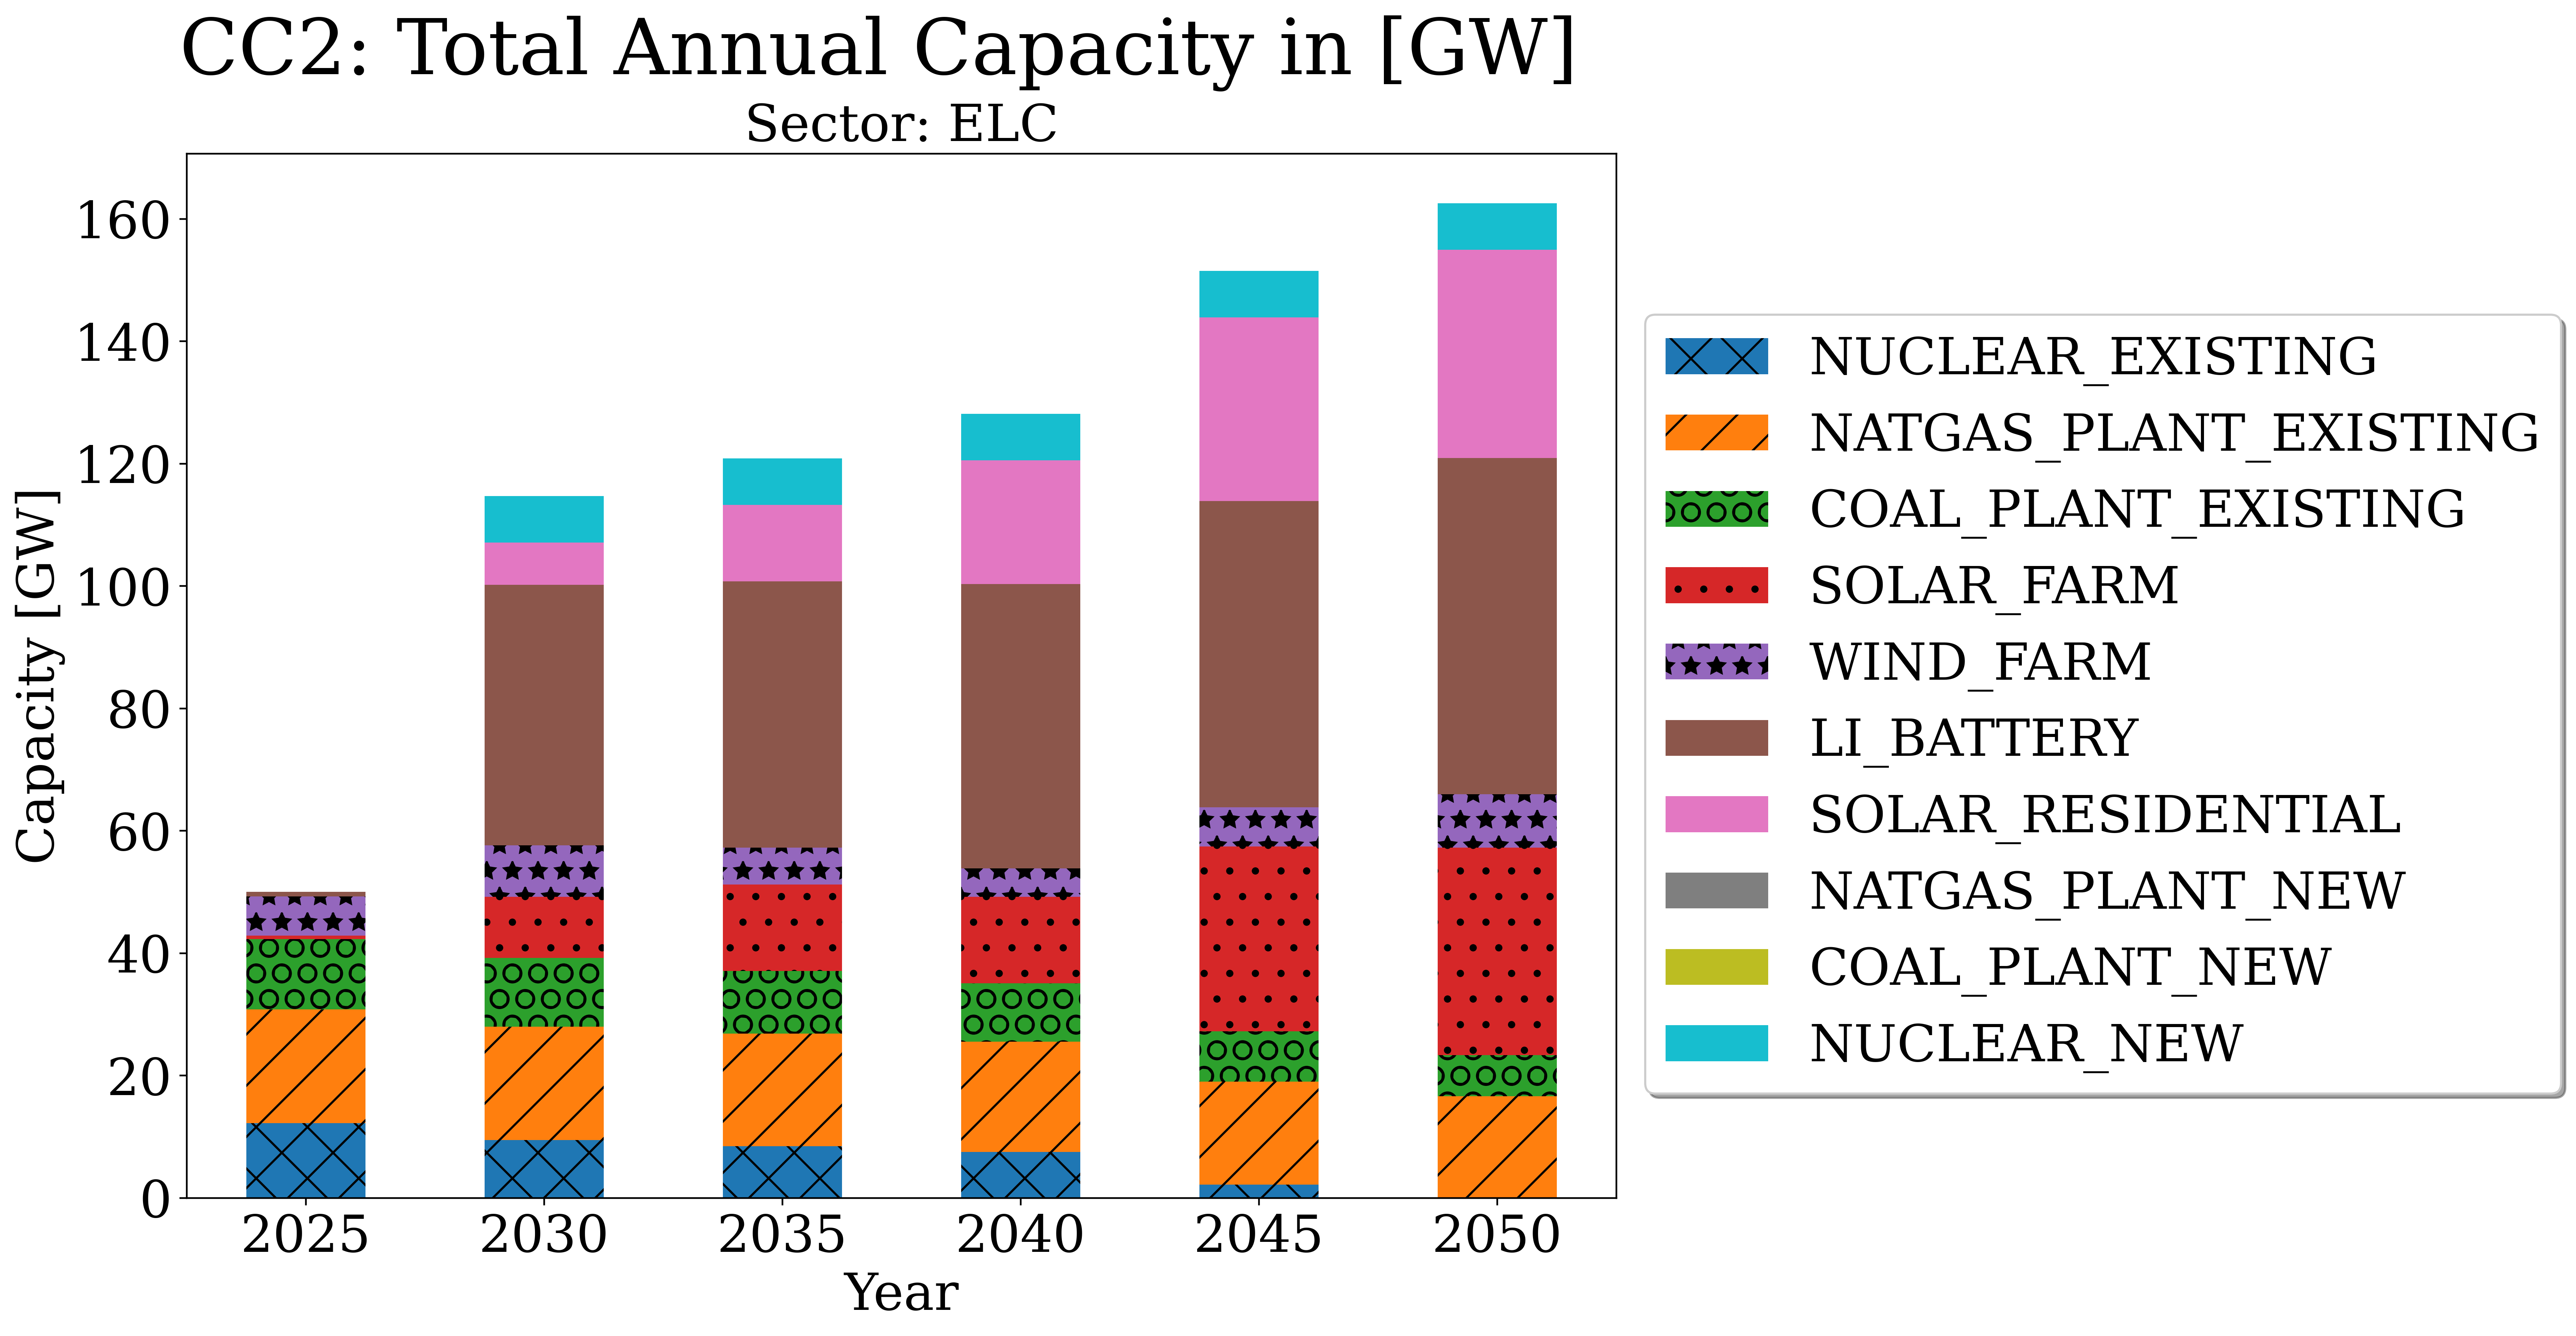 CC2: Total Annual Capacity in [GW]
Sector: ELC
Capacity [GW]
160
140
120
100
80
60
40
20
0
2025 2030 2035 2040 2045 2050
Year
NUCLEAR_EXISTING
NATGAS_PLANT_EXISTING
COAL_PLANT_EXISTING
SOLAR_FARM
WIND_FARM
LI_BATTERY
SOLAR_RESIDENTIAL
NATGAS_PLANT_NEW
COAL_PLANT_NEW
NUCLEAR_NEW